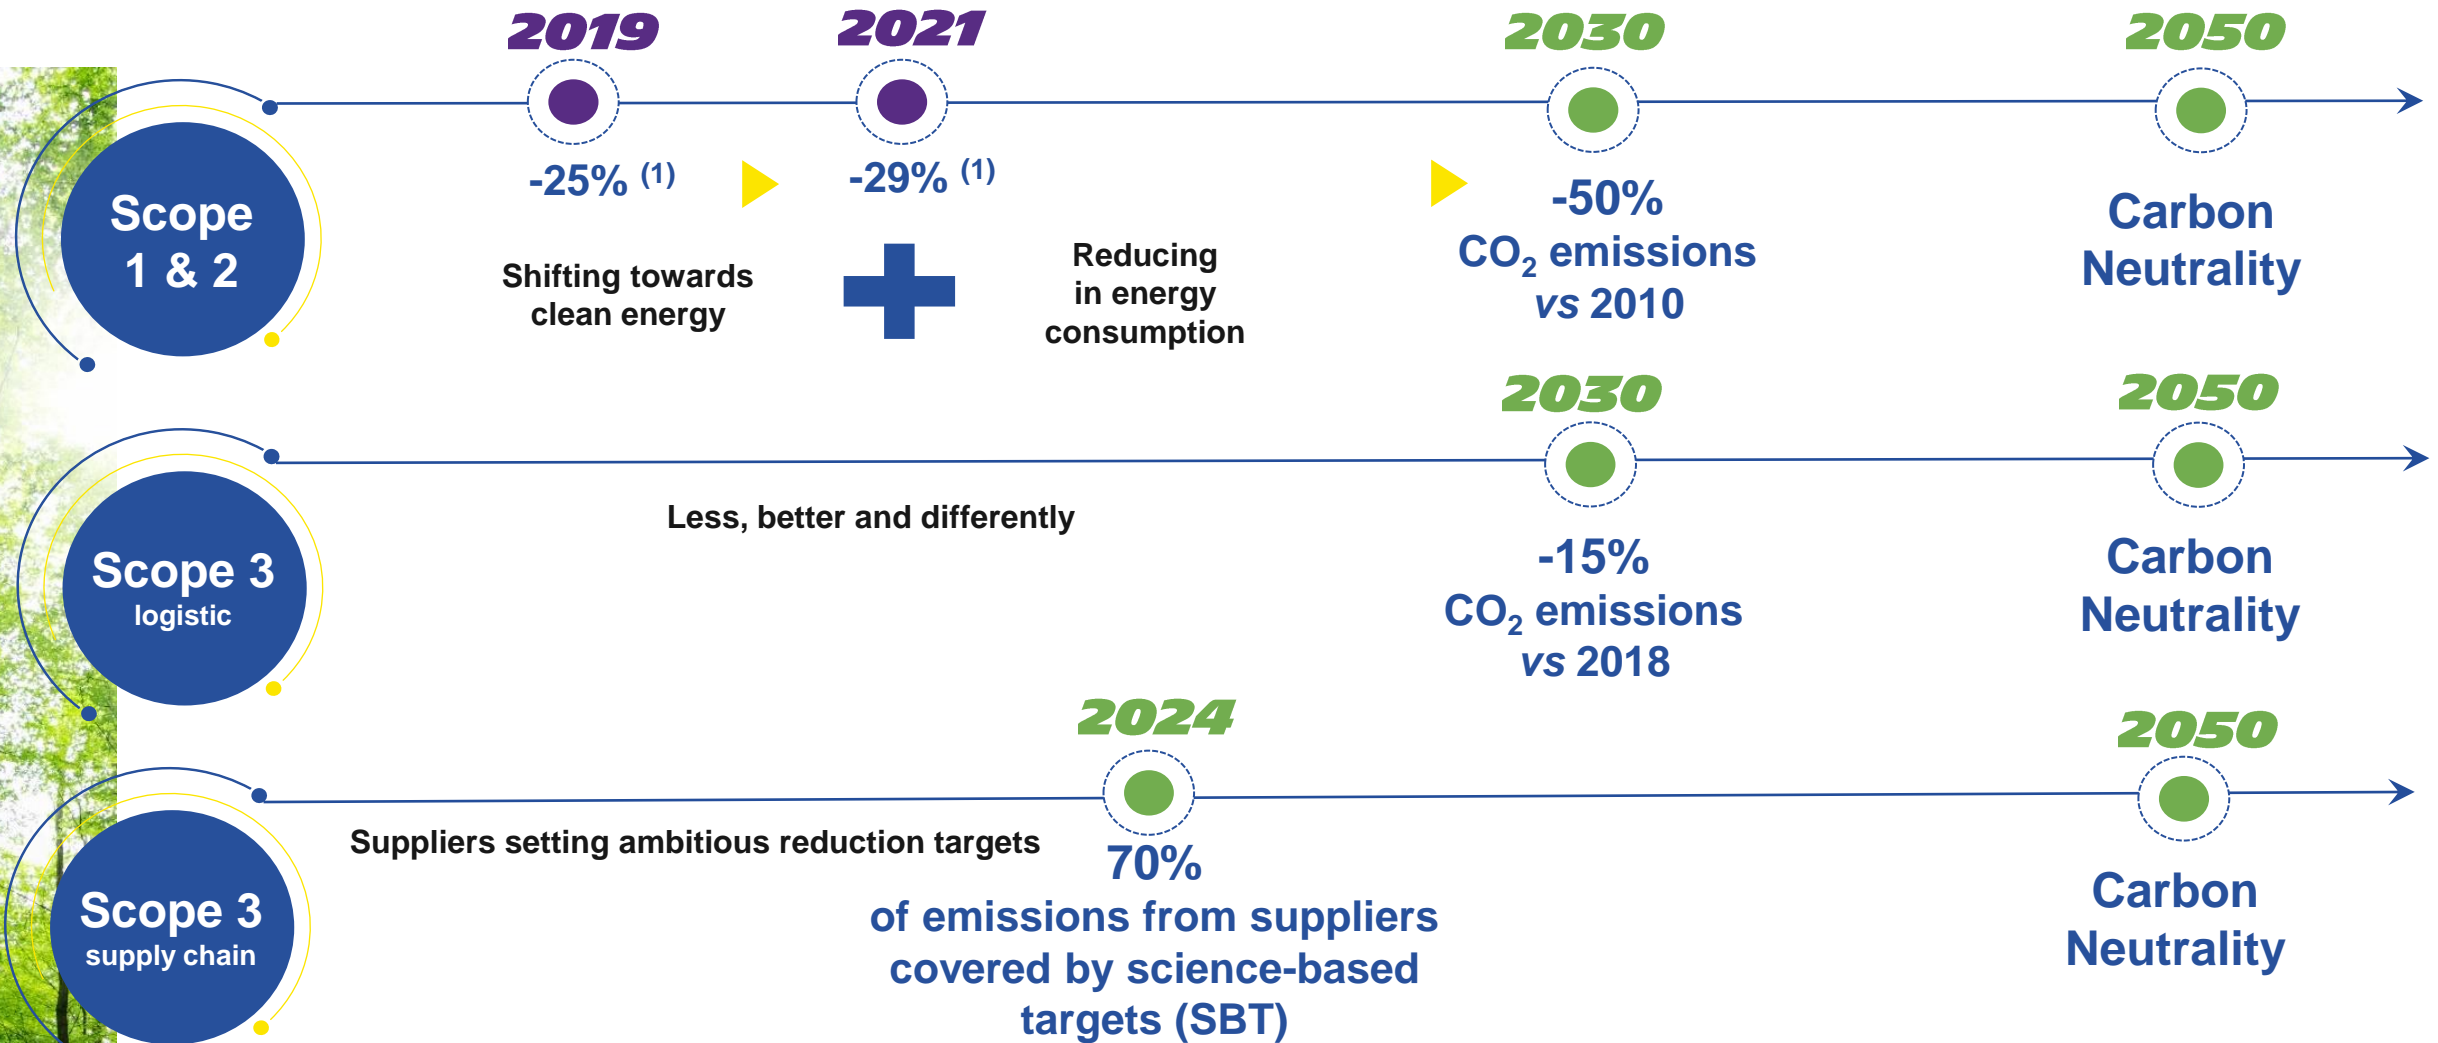 2019
2021
2030
2050
Scope
1 & 2
-25% (1)
-29% (1)
-50%
CO2 emissions
vs 2010
Carbon
Neutrality
Shifting towards
clean energy
Reducing
in energy
consumption
2030
2050
Scope 3
logistic
Less, better and differently
-15%
CO2 emissions
vs 2018
Carbon
Neutrality
2024
2050
Scope 3
supply chain
Suppliers setting ambitious reduction targets
70%
of emissions from suppliers
covered by science-based
targets (SBT)
Carbon
Neutrality